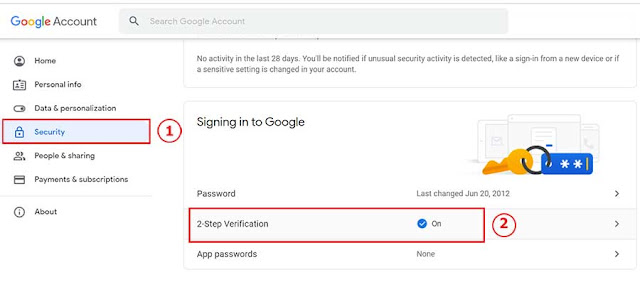 Google Account
Search Google Account
No activity in the last 28 days. You'll be notified if unusual security activity is detected, like a sign-in from a new device or if
a sensitive setting is changed in your account.
Home
Personal info
Data & personalization
Security
1
People & sharing
Payments & subscriptions
About
Signing in to Google
**
Password
Last changed Jun 20, 2012
2-Step Verification
On
2
App passwords
None